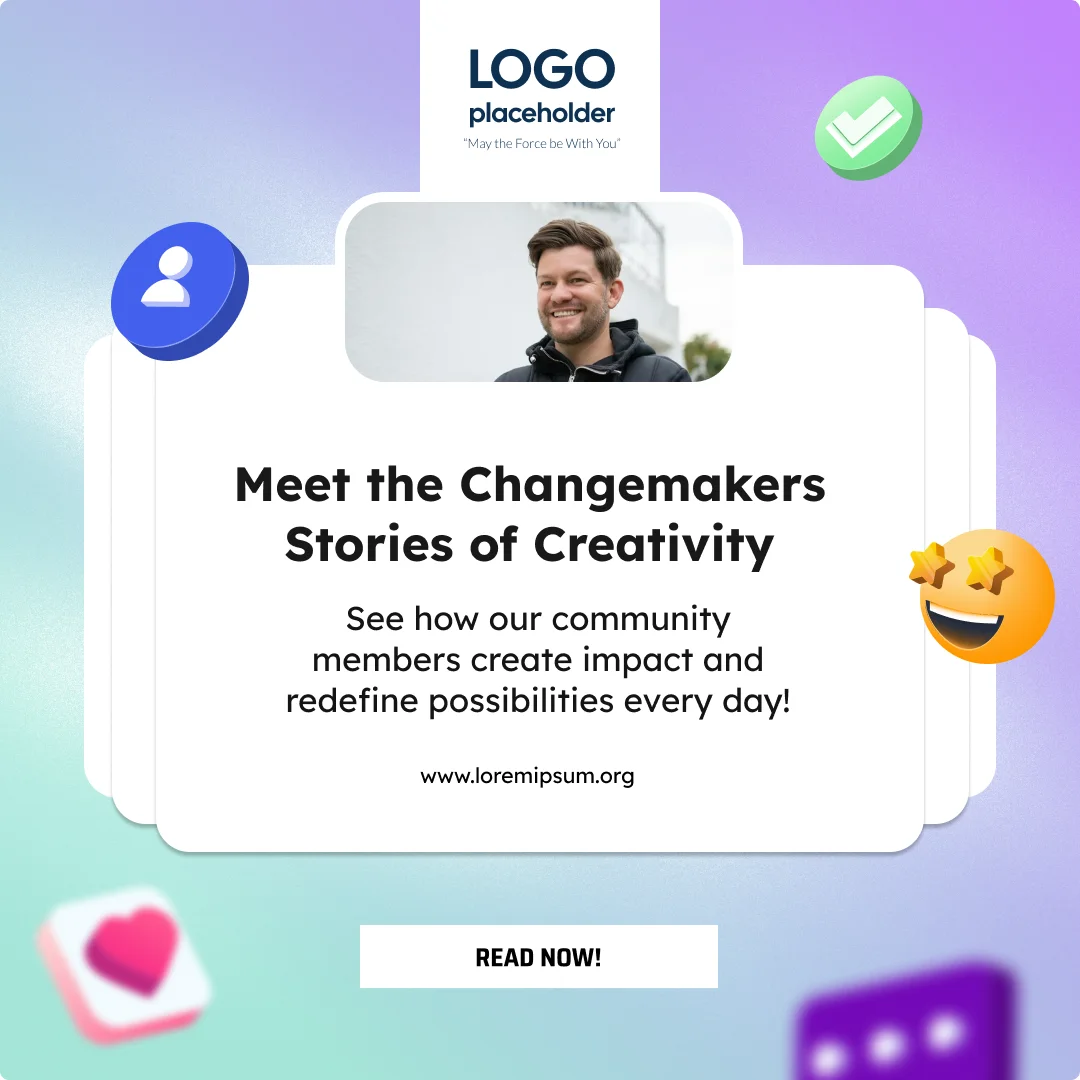 LOGO
placeholder
“May the Force be With You”
Meet the Changemakers
Stories of Creativity
See how our community
members create impact and
redefine possibilities every day!
www.loremipsum.org
READ NOW!